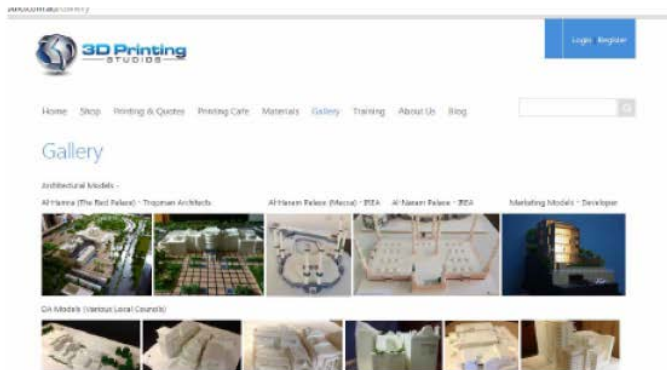 3D Printing
STUDIOS
Login Register
Home Shop Printing & Quotes Printing Cafe Materials Gallery Training About Us Blog
Gallery
Architectural Models -
Al-Hamra (The Red Palace) - Tropman Architects Al-Haram Palace (Mecca) - IREA Al-Haram Palace - IREA Marketing Models - Developer
DA Models (Various Local Councils)